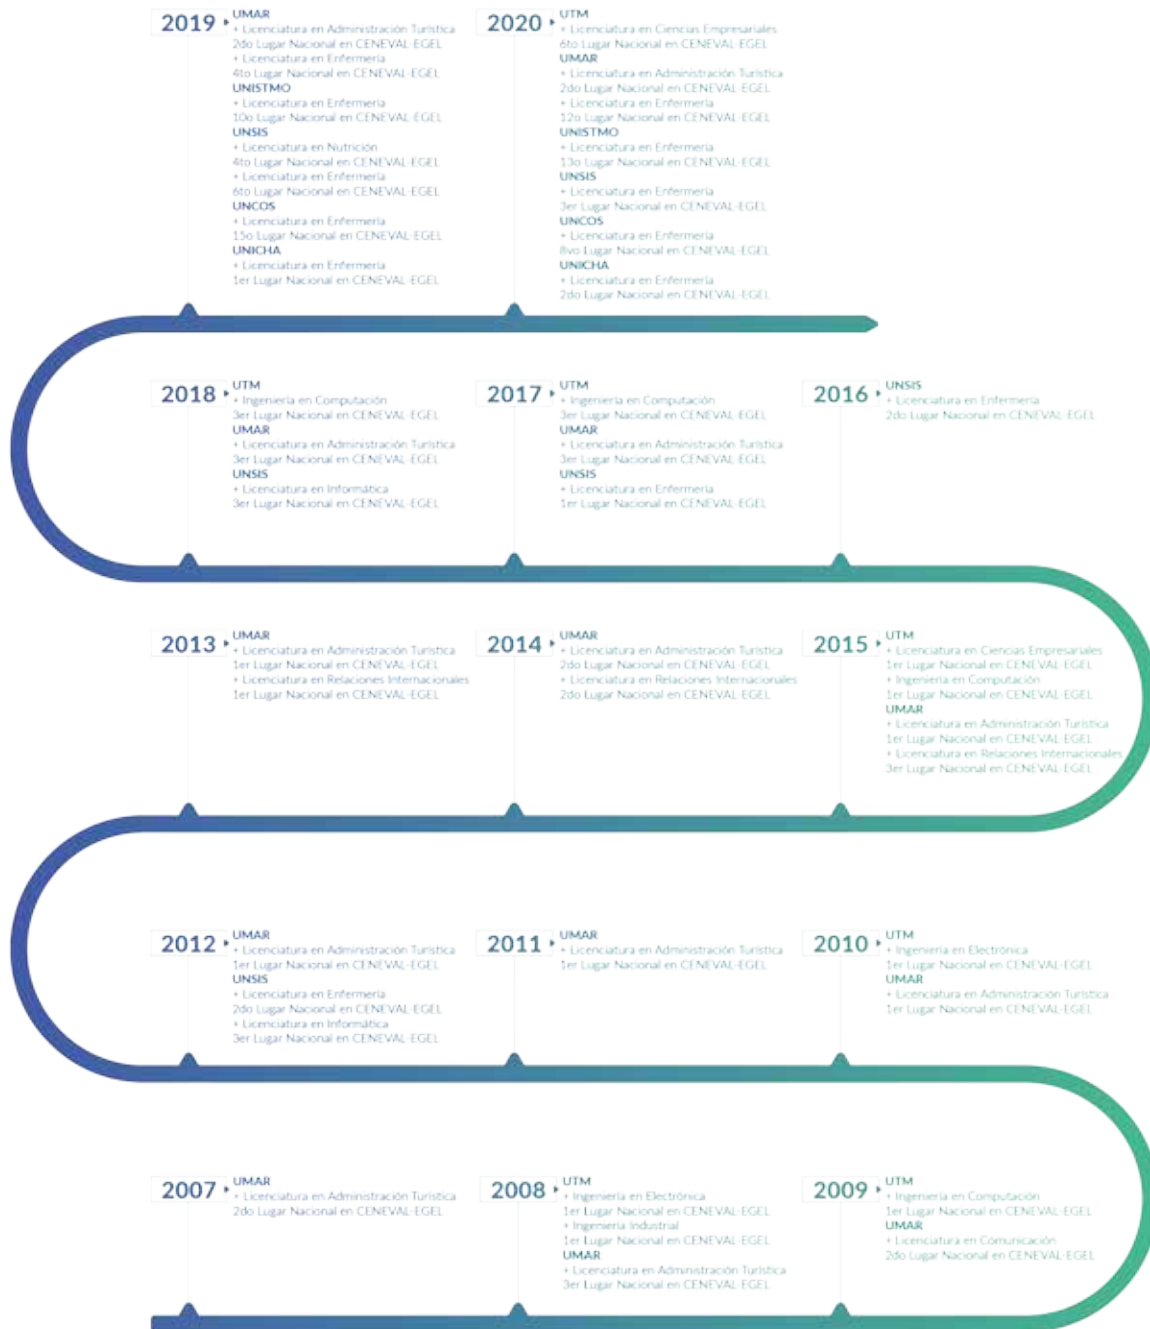 2019
UMAR
+ Licenciatura en Administración Turística
2do Lugar Nacional en CENEVAL-EGEL
+ Licenciatura en Enfermería
4to Lugar Nacional en CENEVAL-EGEL
UNISTMO
+ Licenciatura en Enfermería
10o Lugar Nacional en CENEVAL-EGEL
UNSIS
+ Licenciatura en Nutrición
4to Lugar Nacional en CENEVAL-EGEL
+ Licenciatura en Enfermería
6to Lugar Nacional en CENEVAL-EGEL
UNCOS
+ Licenciatura en Enfermería
15o Lugar Nacional en CENEVAL-EGEL
UNICHA
+ Licenciatura en Enfermería
1er Lugar Nacional en CENEVAL-EGEL
2020
UTM
+ Licenciatura en Ciencias Empresariales
6to Lugar Nacional en CENEVAL-EGEL
UMAR
+ Licenciatura en Administración Turística
2do Lugar Nacional en CENEVAL-EGEL
+ Licenciatura en Enfermería
12o Lugar Nacional en CENEVAL-EGEL
UNISTMO
+ Licenciatura en Enfermería
13o Lugar Nacional en CENEVAL-EGEL
UNSIS
+ Licenciatura en Enfermería
3er Lugar Nacional en CENEVAL-EGEL
UNCOS
+ Licenciatura en Enfermería
8vo Lugar Nacional en CENEVAL-EGEL
UNICHA
+ Licenciatura en Enfermería
2do Lugar Nacional en CENEVAL-EGEL
2018
UTM
+ Ingeniería en Computación
3er Lugar Nacional en CENEVAL-EGEL
UMAR
+ Licenciatura en Administración Turística
3er Lugar Nacional en CENEVAL-EGEL
UNSIS
+ Licenciatura en Informática
3er Lugar Nacional en CENEVAL-EGEL
2017
UTM
+ Ingeniería en Computación
3er Lugar Nacional en CENEVAL-EGEL
UMAR
+ Licenciatura en Administración Turística
3er Lugar Nacional en CENEVAL-EGEL
UNSIS
+ Licenciatura en Enfermería
1er Lugar Nacional en CENEVAL-EGEL
2016
UNSIS
+ Licenciatura en Enfermería
2do Lugar Nacional en CENEVAL-EGEL
2013
UMAR
+ Licenciatura en Administración Turística
1er Lugar Nacional en CENEVAL-EGEL
+ Licenciatura en Relaciones Internacionales
1er Lugar Nacional en CENEVAL-EGEL
2014
UMAR
+ Licenciatura en Administración Turística
2do Lugar Nacional en CENEVAL-EGEL
+ Licenciatura en Relaciones Internacionales
2do Lugar Nacional en CENEVAL-EGEL
2015
UTM
+ Licenciatura en Ciencias Empresariales
1er Lugar Nacional en CENEVAL-EGEL
+ Ingeniería en Computación
1er Lugar Nacional en CENEVAL-EGEL
UMAR
+ Licenciatura en Administración Turística
1er Lugar Nacional en CENEVAL-EGEL
+ Licenciatura en Relaciones Internacionales
3er Lugar Nacional en CENEVAL-EGEL
2012
UMAR
+ Licenciatura en Administración Turística
1er Lugar Nacional en CENEVAL-EGEL
UNSIS
+ Licenciatura en Enfermería
2do Lugar Nacional en CENEVAL-EGEL
+ Licenciatura en Informática
3er Lugar Nacional en CENEVAL-EGEL
2011
UMAR
+ Licenciatura en Administración Turística
1er Lugar Nacional en CENEVAL-EGEL
2010
UTM
+ Ingeniería en Electrónica
1er Lugar Nacional en CENEVAL-EGEL
UMAR
+ Licenciatura en Administración Turística
1er Lugar Nacional en CENEVAL-EGEL
2007
UMAR
+ Licenciatura en Administración Turística
2do Lugar Nacional en CENEVAL-EGEL
2008
UTM
+ Ingeniería en Electrónica
1er Lugar Nacional en CENEVAL-EGEL
+ Ingeniería Industrial
1er Lugar Nacional en CENEVAL-EGEL
UMAR
+ Licenciatura en Administración Turística
3er Lugar Nacional en CENEVAL-EGEL
2009
UTM
+ Ingeniería en Computación
1er Lugar Nacional en CENEVAL-EGEL
UMAR
+ Licenciatura en Comunicación
2do Lugar Nacional en CENEVAL-EGEL